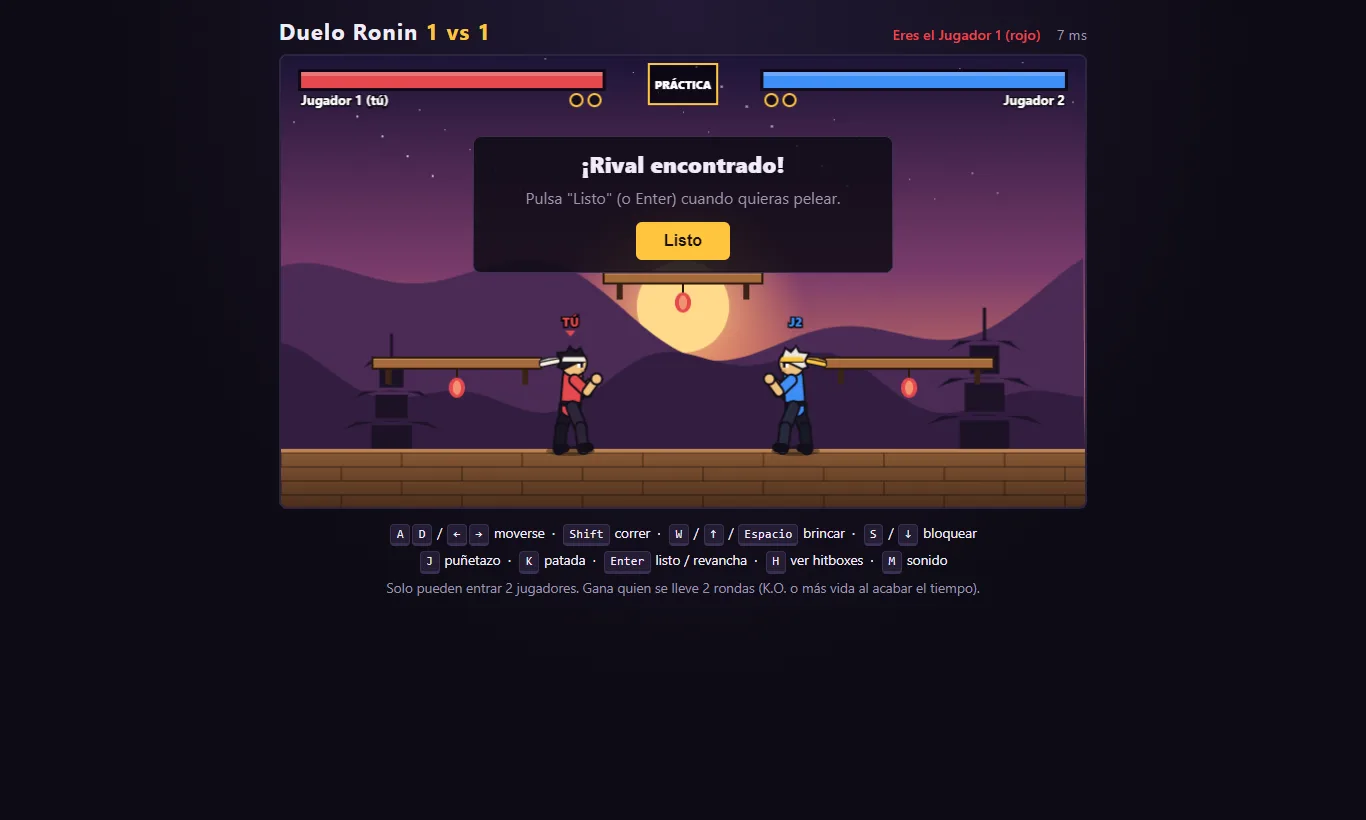 Duelo Ronin 1 vs 1
Eres el Jugador 1 (rojo) 7 ms
PRÁCTICA
Jugador 1 (tú)
Jugador 2
¡Rival encontrado!
Pulsa "Listo" (o Enter) cuando quieras pelear.
Listo
TÚ
J2
A D / ← → moverse · Shift correr · W / ↑ / Espacio brincar · S / ↓ bloquear
J puñetazo · K patada · Enter listo / revancha · H ver hitboxes · M sonido
Solo pueden entrar 2 jugadores. Gana quien se lleve 2 rondas (K.O. o más vida al acabar el tiempo).